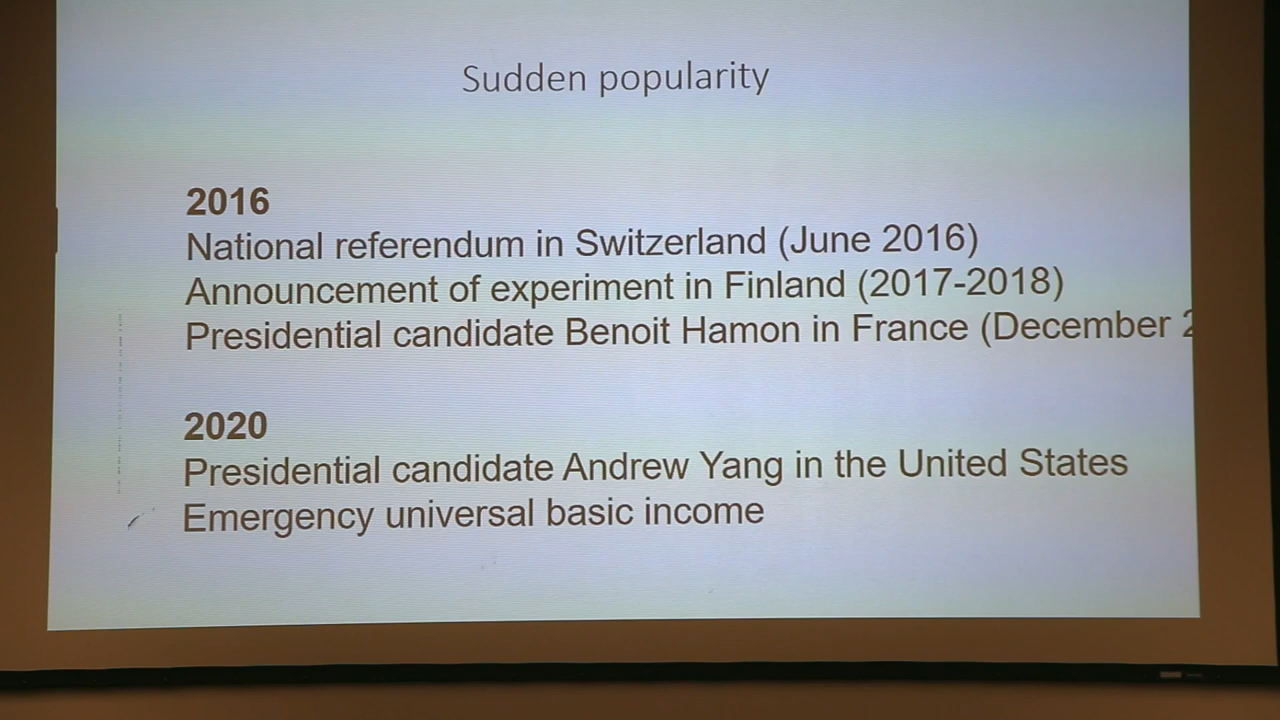 Sudden popularity
2016
National referendum in Switzerland (June 2016)
Announcement of experiment in Finland (2017-2018)
Presidential candidate Benoit Hamon in France (December
2020
Presidential candidate Andrew Yang in the United States
Emergency universal basic income